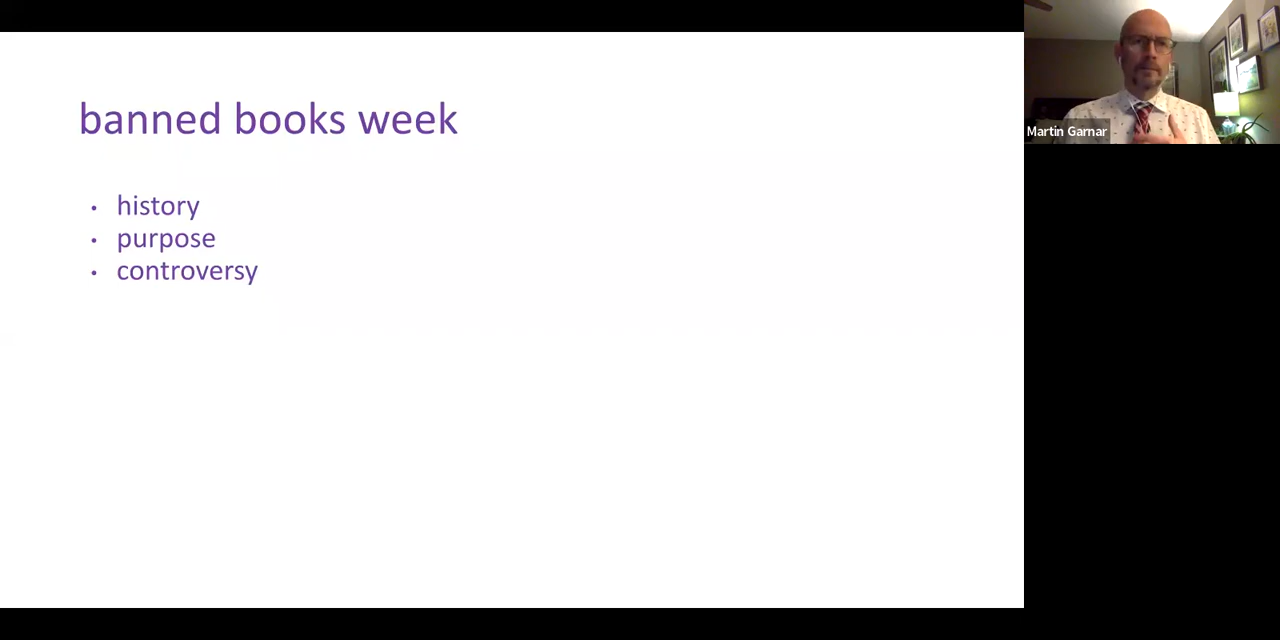 banned books week
• history
• purpose
• controversy
Martin Garnar